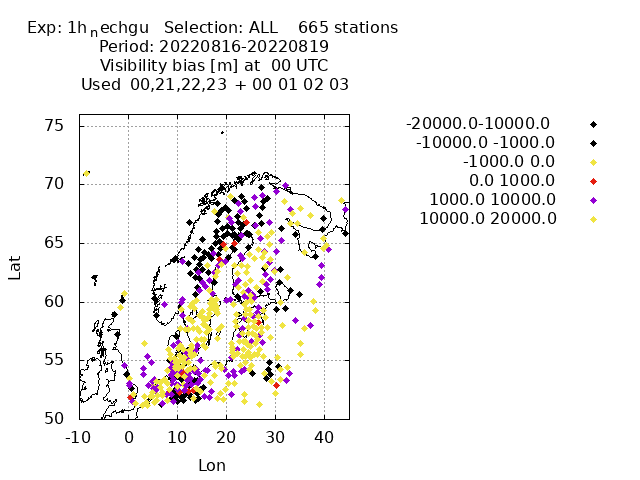 Exp: 1h_nechgu Selection: ALL 665 stations
Period: 20220816-20220819
Visibility bias [m] at 00 UTC
Used 00,21,22,23 + 00 01 02 03
-20000.0-10000.0
-10000.0 -1000.0
-1000.0 0.0
0.0 1000.0
1000.0 10000.0
10000.0 20000.0
75
70
65
60
55
50
Lat
-10 0 10 20 30 40
Lon